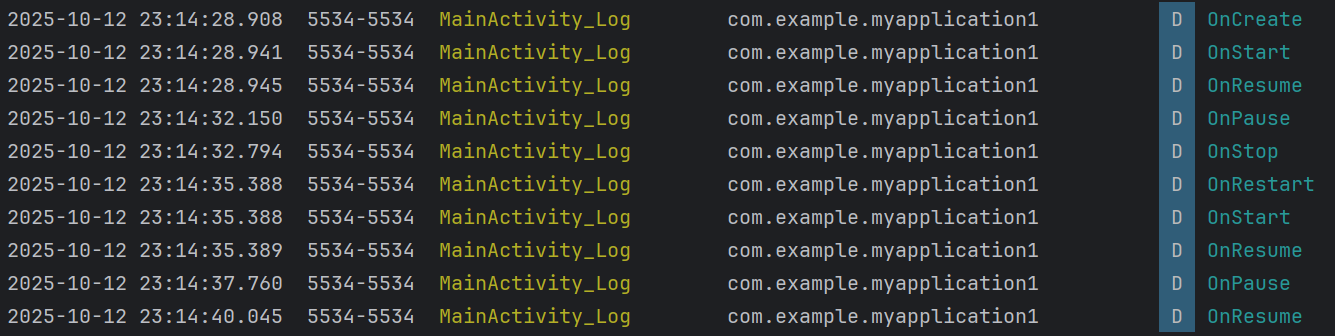 2025-10-12 23:14:28.908 5534-5534 MainActivity_Log com.example.myapplication1 D OnCreate
2025-10-12 23:14:28.941 5534-5534 MainActivity_Log com.example.myapplication1 D OnStart
2025-10-12 23:14:28.945 5534-5534 MainActivity_Log com.example.myapplication1 D OnResume
2025-10-12 23:14:32.150 5534-5534 MainActivity_Log com.example.myapplication1 D OnPause
2025-10-12 23:14:32.794 5534-5534 MainActivity_Log com.example.myapplication1 D OnStop
2025-10-12 23:14:35.388 5534-5534 MainActivity_Log com.example.myapplication1 D OnRestart
2025-10-12 23:14:35.388 5534-5534 MainActivity_Log com.example.myapplication1 D OnStart
2025-10-12 23:14:35.389 5534-5534 MainActivity_Log com.example.myapplication1 D OnResume
2025-10-12 23:14:37.760 5534-5534 MainActivity_Log com.example.myapplication1 D OnPause
2025-10-12 23:14:40.045 5534-5534 MainActivity_Log com.example.myapplication1 D OnResume